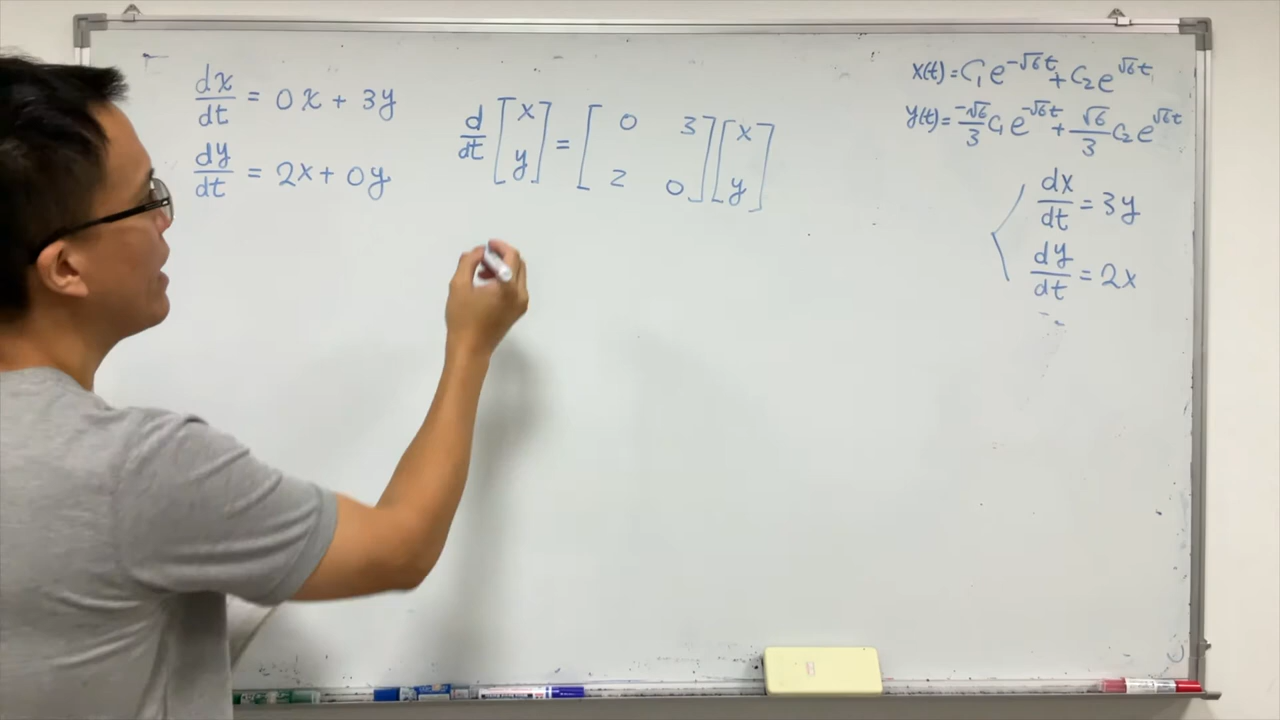 dx/dt = 0x + 3y
dy/dt = 2x + 0y
d/dt [x y] = [0 3 2 0] [x y]
x(t) = C₁e^(-√6t) + C₂e^(√6t)
y(t) = -√6/3 C₁e^(-√6t) + √6/3 C₂e^(√6t)
dx/dt = 3y
dy/dt = 2x